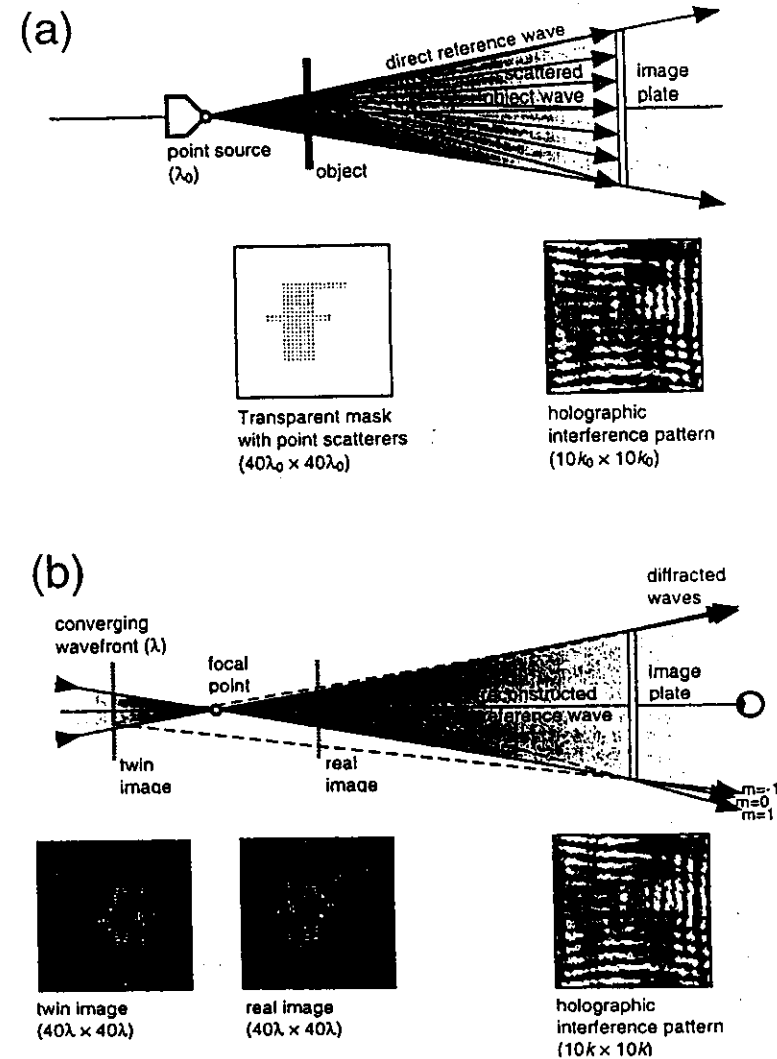 (a)
direct reference wave
scattered
object wave
image
plate
point source
(λ₀)
object
Transparent mask
with point scatterers
(40λ₀ × 40λ₀)
holographic
interference pattern
(10k₀ × 10k₀)
(b)
diffracted
waves
converging
wavefront (λ)
focal
point
image
plate
reconstructed
reference wave
twin
image
real
image
m=-1
m=0
m=1
twin image
(40λ × 40λ)
real image
(40λ × 40λ)
holographic
interference pattern
(10k × 10k)